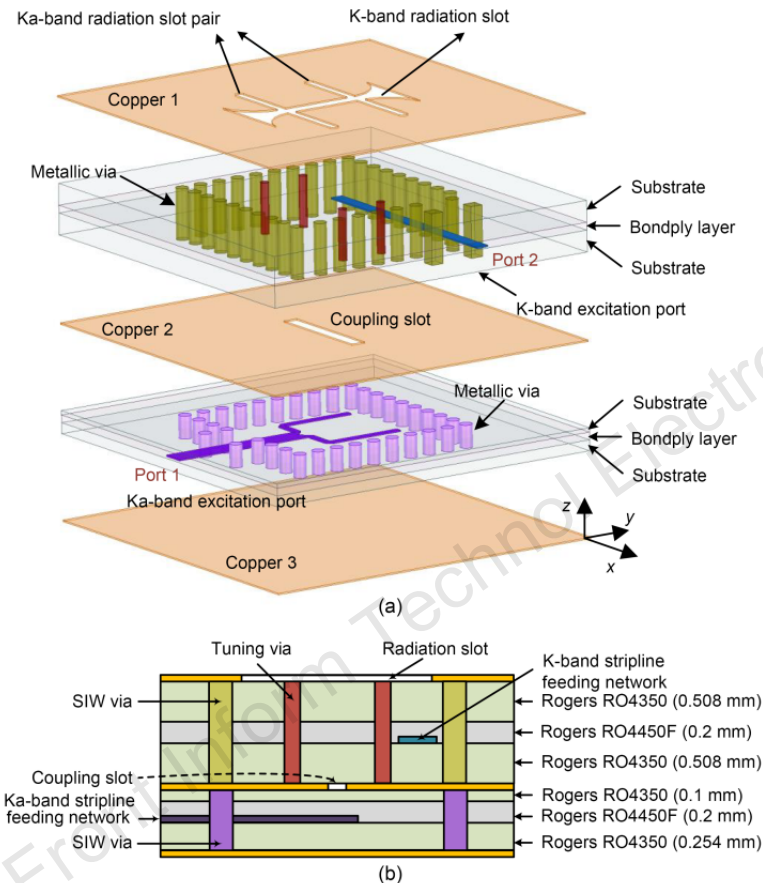 Ka-band radiation slot pair
K-band radiation slot
Copper 1
Metallic via
Substrate
Bondply layer
Substrate
Port 2
K-band excitation port
Copper 2
Coupling slot
Metallic via
Substrate
Bondply layer
Substrate
Port 1
Ka-band excitation port
Copper 3
z
y
x
(a)
Tuning via
Radiation slot
K-band stripline
feeding network
SIW via
Rogers RO4350 (0.508 mm)
Rogers RO4450F (0.2 mm)
Rogers RO4350 (0.508 mm)
Coupling slot
Ka-band stripline
feeding network
SIW via
Rogers RO4350 (0.1 mm)
Rogers RO4450F (0.2 mm)
Rogers RO4350 (0.254 mm)
(b)
Front Inform Technol Electro